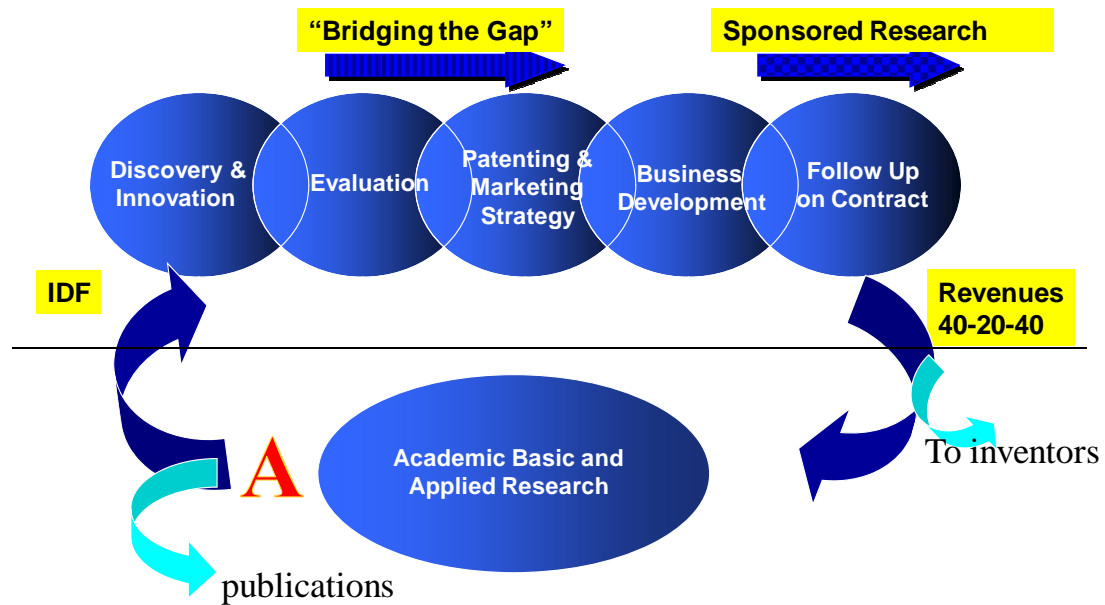 “Bridging the Gap”
Sponsored Research
Discovery &
Innovation
Evaluation
Patenting &
Marketing
Strategy
Business
Development
Follow Up
on Contract
IDF
Revenues
40-20-40
A
Academic Basic and
Applied Research
To inventors
publications